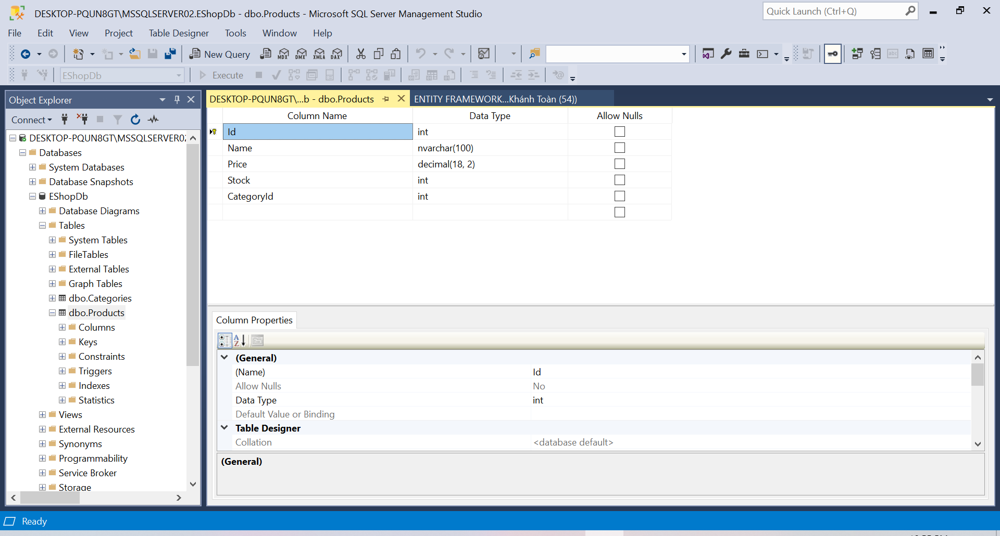 DESKTOP-PQUN8GT\MSSQLSERVER02.EShopDb - dbo.Products - Microsoft SQL Server Management Studio
Quick Launch (Ctrl+Q)
File Edit View Project Table Designer Tools Window Help
New Query MDX DMX XMLA DAX abc
EShopDb Execute
Object Explorer
DESKTOP-PQUN8GT\...b - dbo.Products
ENTITY FRAMEWORK...Khánh Toàn (54))
Connect
DESKTOP-PQUN8GT\MSSQLSERVER02
Databases
System Databases
Database Snapshots
EShopDb
Database Diagrams
Tables
System Tables
FileTables
External Tables
Graph Tables
dbo.Categories
dbo.Products
Columns
Keys
Constraints
Triggers
Indexes
Statistics
Views
External Resources
Synonyms
Programmability
Service Broker
Storage
Column Name Data Type Allow Nulls
Id int
Name nvarchar(100)
Price decimal(18, 2)
Stock int
CategoryId int
Column Properties
(General)
(Name) Id
Allow Nulls No
Data Type int
Default Value or Binding
Table Designer
Collation <database default>
(General)
Ready